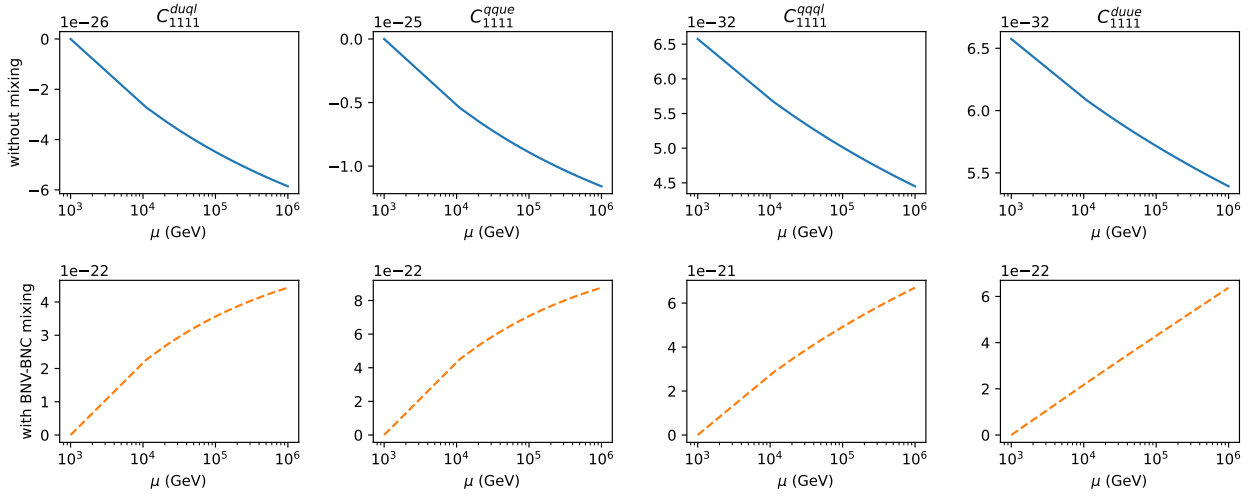 C_{1111}^{duql}
C_{1111}^{qque}
C_{1111}^{qqql}
C_{1111}^{duue}
1e−26
1e−25
1e−32
1e−32
without mixing
0
−2
−4
−6
10^3 10^4 10^5 10^6
μ (GeV)
0.0
−0.5
−1.0
10^3 10^4 10^5 10^6
μ (GeV)
6.5
6.0
5.5
5.0
4.5
10^3 10^4 10^5 10^6
μ (GeV)
6.5
6.0
5.5
10^3 10^4 10^5 10^6
μ (GeV)
1e−22
1e−22
1e−21
1e−22
with BNV-BNC mixing
4
3
2
1
0
10^3 10^4 10^5 10^6
μ (GeV)
8
6
4
2
0
10^3 10^4 10^5 10^6
μ (GeV)
6
4
2
0
10^3 10^4 10^5 10^6
μ (GeV)
6
4
2
0
10^3 10^4 10^5 10^6
μ (GeV)